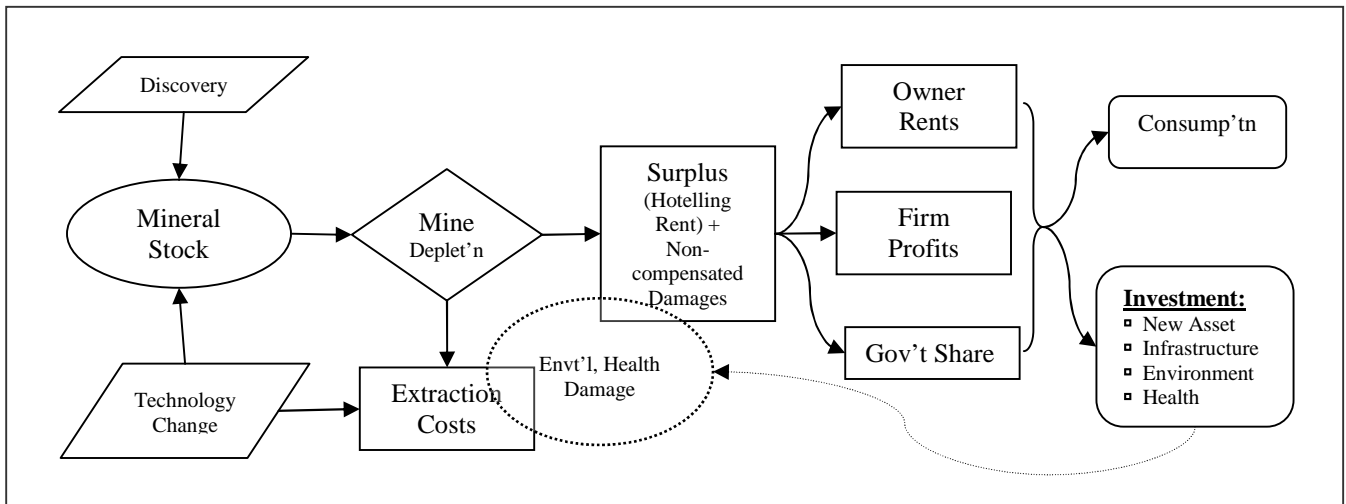 Discovery
Mineral
Stock
Technology
Change
Mine
Deplet'n
Extraction
Costs
Envt'l, Health
Damage
Surplus
(Hotelling
Rent) +
Non-
compensated
Damages
Owner
Rents
Firm
Profits
Gov't Share
Consump'tn
Investment:
New Asset
Infrastructure
Environment
Health